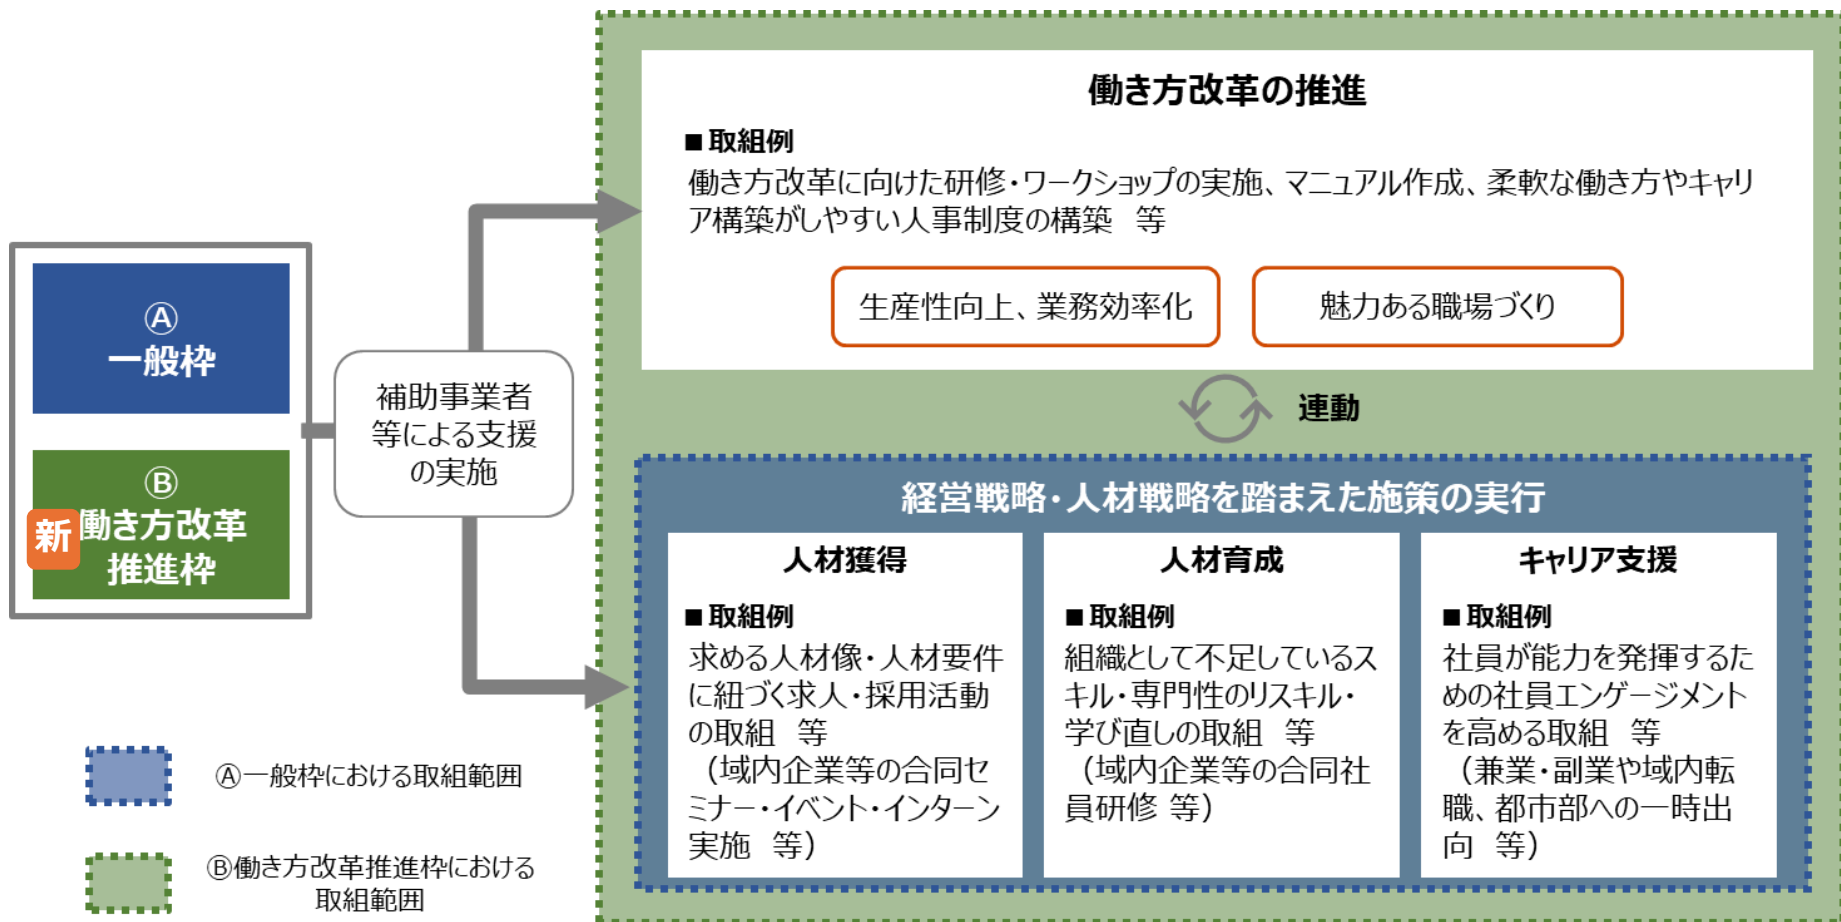 Ⓐ
一般枠
Ⓑ
新
働き方改革
推進枠
補助事業者
等による支援
の実施
働き方改革の推進
■取組例
働き方改革に向けた研修・ワークショップの実施、マニュアル作成、柔軟な働き方やキャリ
ア構築がしやすい人事制度の構築 等
生産性向上、業務効率化
魅力ある職場づくり
連動
経営戦略・人材戦略を踏まえた施策の実行
人材獲得
■取組例
求める人材像・人材要件
に紐づく求人・採用活動
の取組 等
（域内企業等の合同セ
ミナー・イベント・インターン
実施 等）
人材育成
■取組例
組織として不足しているス
キル・専門性のリスキル・
学び直しの取組 等
（域内企業等の合同社
員研修 等）
キャリア支援
■取組例
社員が能力を発揮するた
めの社員エンゲージメント
を高める取組 等
（兼業・副業や域内転
職、都市部への一時出
向 等）
Ⓐ一般枠における取組範囲
Ⓑ働き方改革推進枠における
取組範囲